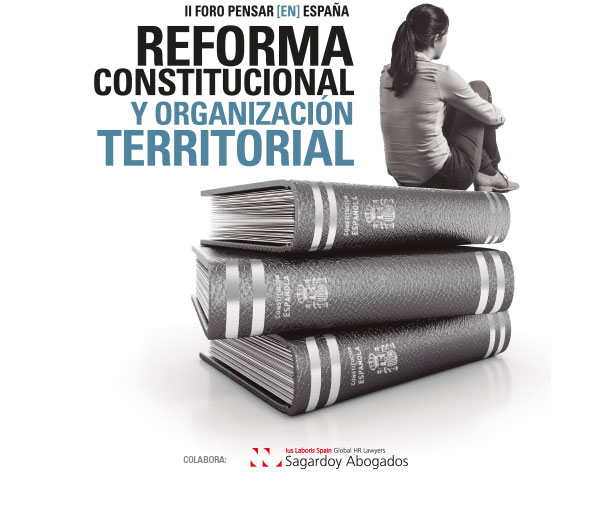 II FORO PENSAR [EN] ESPAÑA
REFORMA
CONSTITUCIONAL
Y ORGANIZACIÓN
TERRITORIAL
CONSTITUCIÓN
ESPAÑOLA
CONSTITUCIÓN
ESPAÑOLA
CONSTITUCIÓN
ESPAÑOLA
COLABORA:
Ius Laboris Spain Global HR Lawyers
Sagardoy Abogados